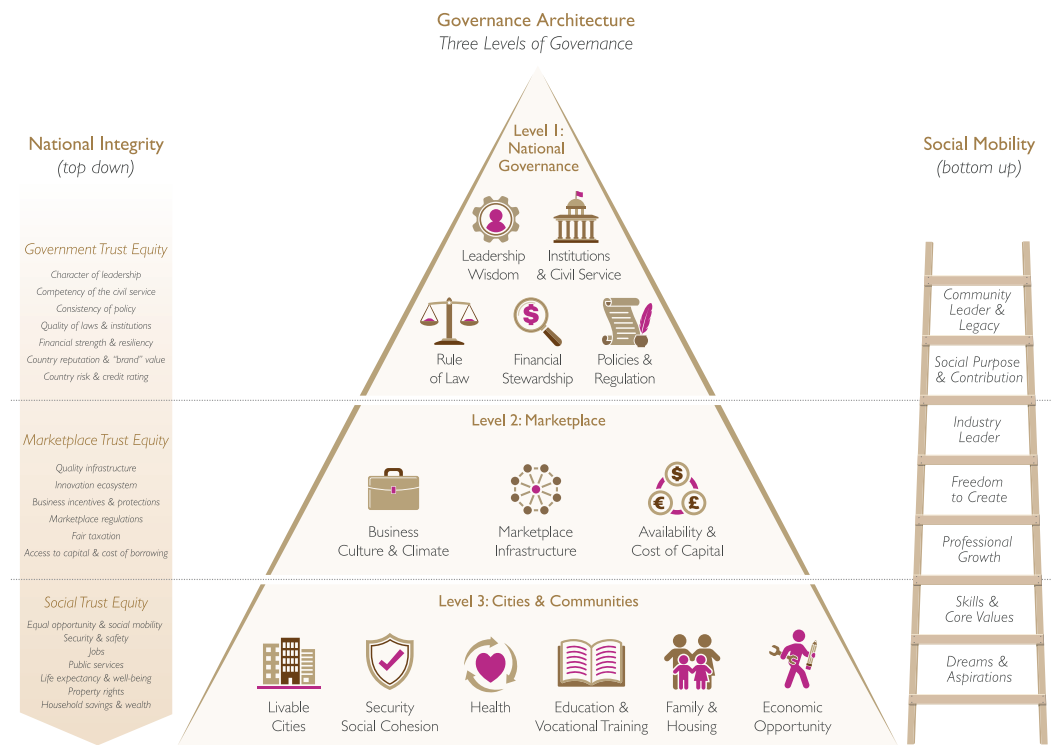 Governance Architecture
Three Levels of Governance
National Integrity
(top down)
Government Trust Equity
Character of leadership
Competency of the civil service
Consistency of policy
Quality of laws & institutions
Financial strength & resiliency
Country reputation & “brand” value
Country risk & credit rating
Marketplace Trust Equity
Quality infrastructure
Innovation ecosystem
Business incentives & protections
Marketplace regulations
Fair taxation
Access to capital & cost of borrowing
Social Trust Equity
Equal opportunity & social mobility
Security & safety
Jobs
Public services
Life expectancy & well-being
Property rights
Household savings & wealth
Level 1:
National
Governance
Leadership
Wisdom
Institutions
& Civil Service
Rule
of Law
$
Financial
Stewardship
Policies &
Regulation
Level 2: Marketplace
Business
Culture & Climate
Marketplace
Infrastructure
$
€
£
Availability &
Cost of Capital
Level 3: Cities & Communities
Livable
Cities
Security
Social Cohesion
Health
Education &
Vocational Training
Family &
Housing
Economic
Opportunity
Social Mobility
(bottom up)
Community
Leader &
Legacy
Social Purpose
& Contribution
Industry
Leader
Freedom
to Create
Professional
Growth
Skills &
Core Values
Dreams &
Aspirations